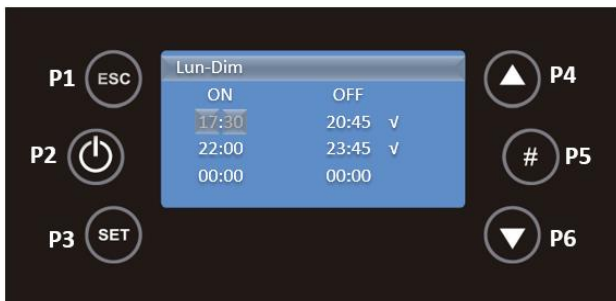 P1 ESC
P2
P3 SET
Lun-Dim
ON OFF
17:30 20:45 √
22:00 23:45 √
00:00 00:00
P4
# P5
P6